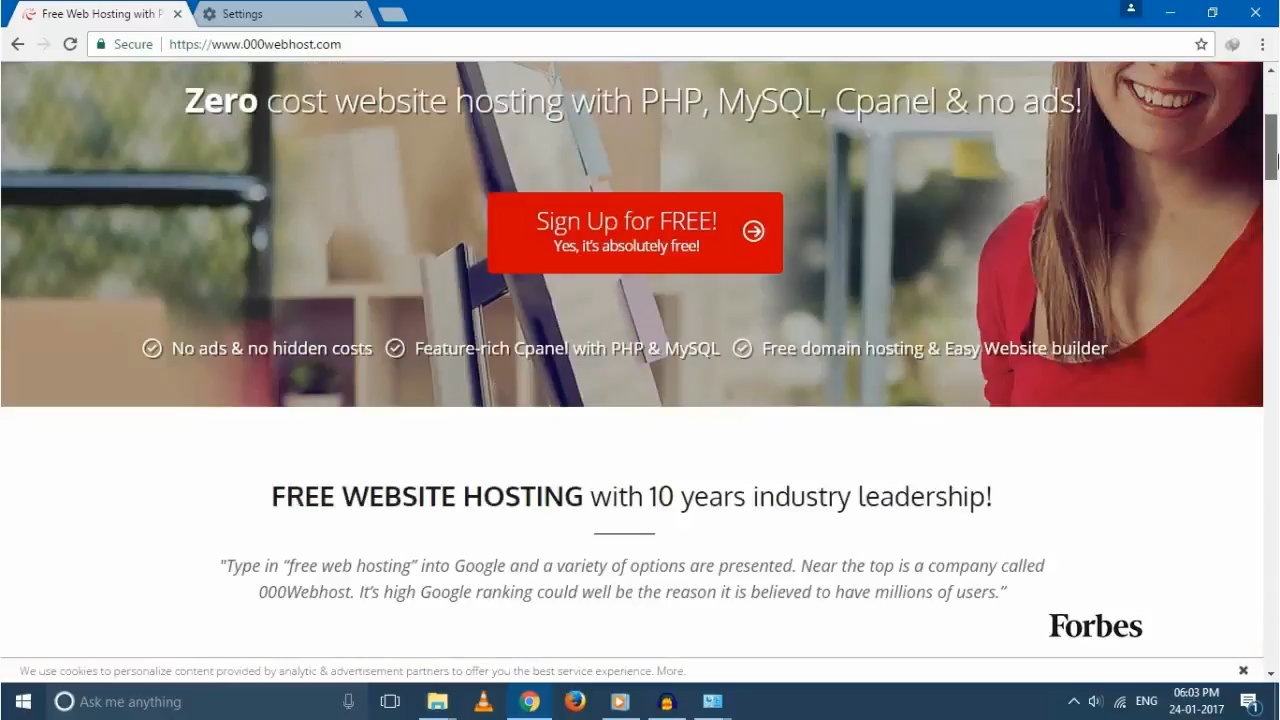 Free Web Hosting with P
Settings
Secure
https://www.000webhost.com
Zero cost website hosting with PHP, MySQL, Cpanel & no ads!
Sign Up for FREE!
Yes, it's absolutely free!
No ads & no hidden costs
Feature-rich Cpanel with PHP & MySQL
Free domain hosting & Easy Website builder
FREE WEBSITE HOSTING with 10 years industry leadership!
"Type in “free web hosting” into Google and a variety of options are presented. Near the top is a company called
000Webhost. It’s high Google ranking could well be the reason it is believed to have millions of users.”
Forbes
We use cookies to personalize content provided by analytic & advertisement partners to offer you the best service experience. More.
Ask me anything
ENG
06:03 PM
24-01-2017
1